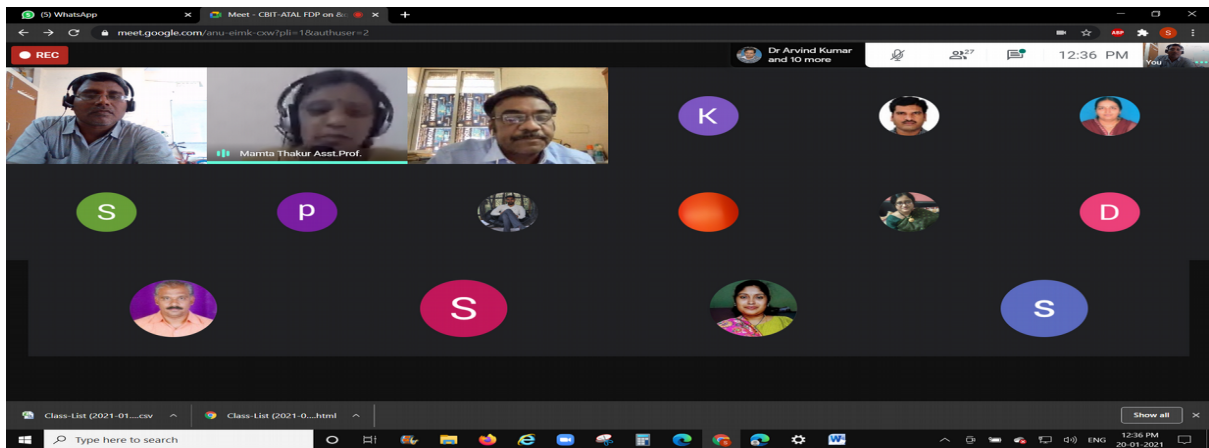 (5) WhatsApp
Meet - CBIT-ATAL FDP on &
meet.google.com/anu-eimk-cxw?pli=1&authuser=2
ABP
S
REC
Dr Arvind Kumar
and 10 more
27
12:36 PM
You
Mamta Thakur Asst.Prof.
K
S
p
D
S
s
Class-List (2021-01....csv
Class-List (2021-0....html
Show all
Type here to search
ENG
12:36 PM
20-01-2021